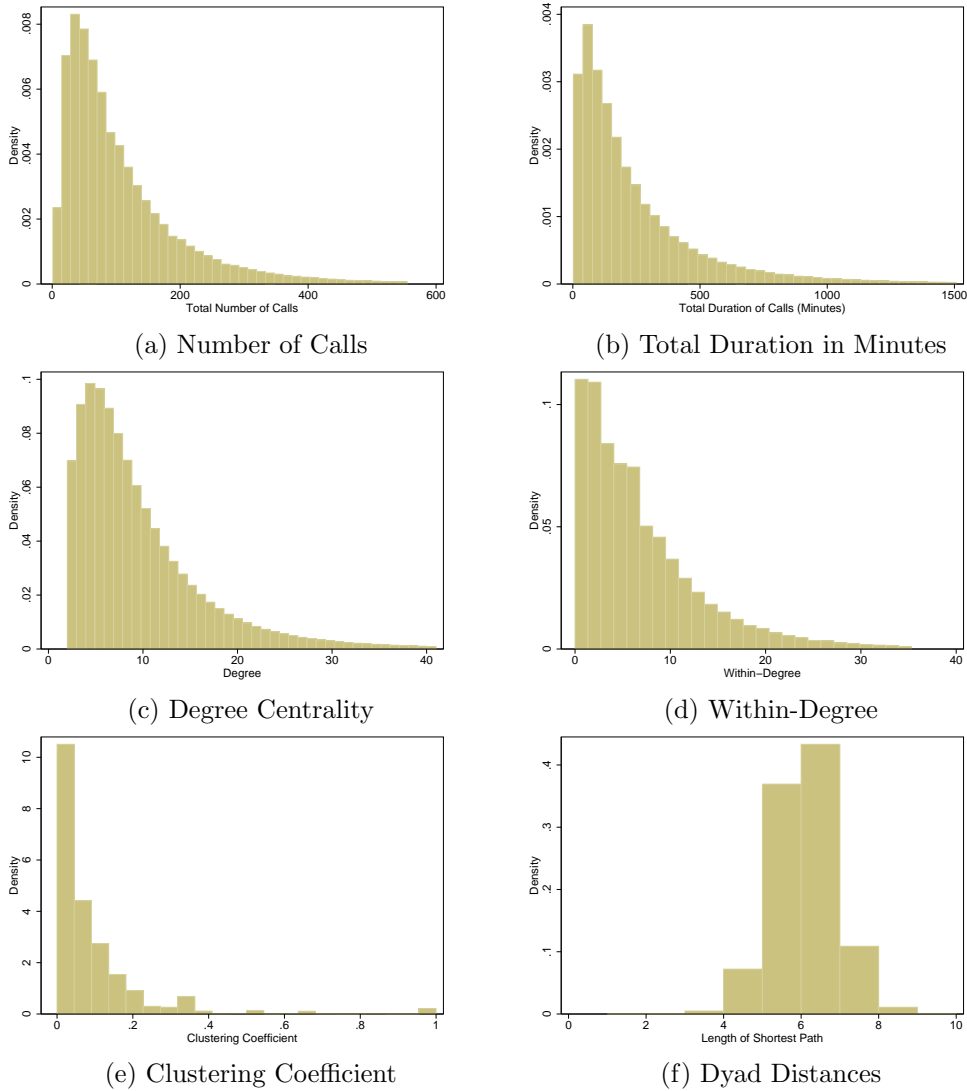 .008
.006
.004
.002
0
Density
0 200 400 600
Total Number of Calls
(a) Number of Calls
.004
.003
.002
.001
0
Density
0 500 1000 1500
Total Duration of Calls (Minutes)
(b) Total Duration in Minutes
.1
.08
.06
.04
.02
0
Density
0 10 20 30 40
Degree
(c) Degree Centrality
.1
.05
0
Density
0 10 20 30 40
Within−Degree
(d) Within-Degree
10
8
6
4
2
0
Density
0 .2 .4 .6 .8 1
Clustering Coefficient
(e) Clustering Coefficient
.4
.3
.2
.1
0
Density
0 2 4 6 8 10
Length of Shortest Path
(f) Dyad Distances